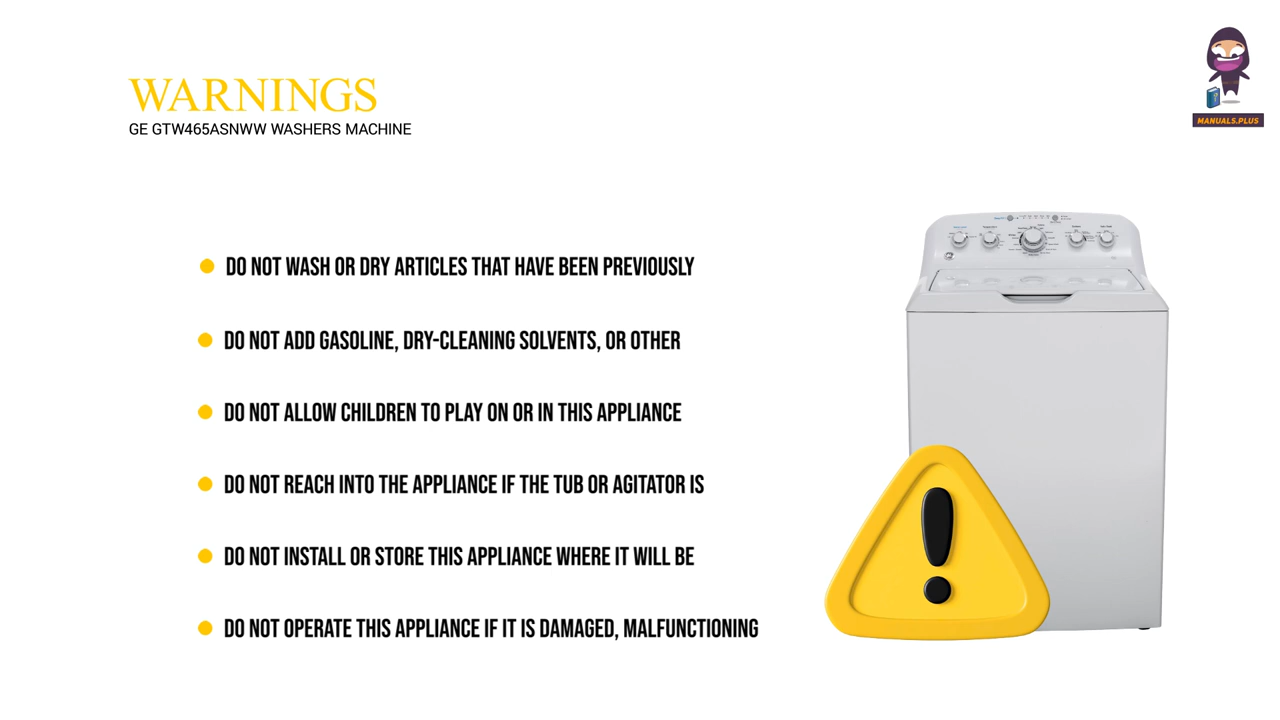 WARNINGS
GE GTW465ASNWW WASHERS MACHINE
MANUALS.PLUS
DO NOT WASH OR DRY ARTICLES THAT HAVE BEEN PREVIOUSLY
DO NOT ADD GASOLINE, DRY-CLEANING SOLVENTS, OR OTHER
DO NOT ALLOW CHILDREN TO PLAY ON OR IN THIS APPLIANCE
DO NOT REACH INTO THE APPLIANCE IF THE TUB OR AGITATOR IS
DO NOT INSTALL OR STORE THIS APPLIANCE WHERE IT WILL BE
DO NOT OPERATE THIS APPLIANCE IF IT IS DAMAGED, MALFUNCTIONING